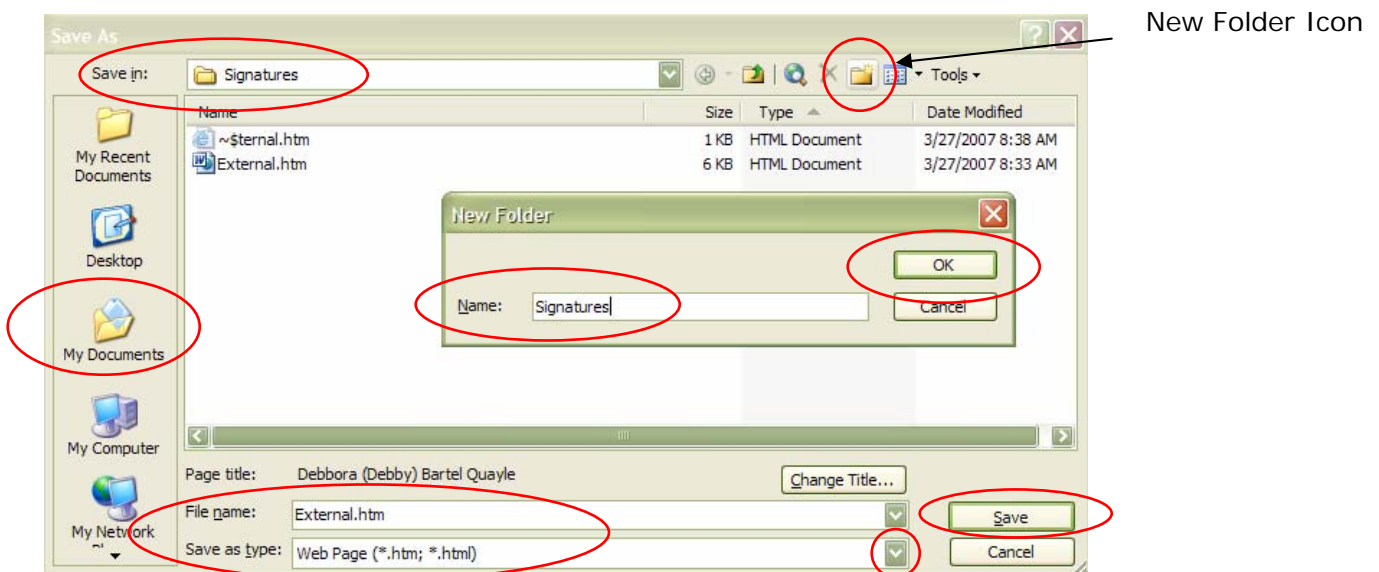 New Folder Icon
Save As
Save in: Signatures Tools
Name Size Type Date Modified
~$ternal.htm 1 KB HTML Document 3/27/2007 8:38 AM
External.htm 6 KB HTML Document 3/27/2007 8:33 AM
My Recent
Documents
Desktop
My Documents
My Computer
My Network
New Folder
OK
Name: Signatures
Cancel
Page title: Debbora (Debby) Bartel Quayle
Change Title...
File name: External.htm
Save
Save as type: Web Page (*.htm; *.html)
Cancel